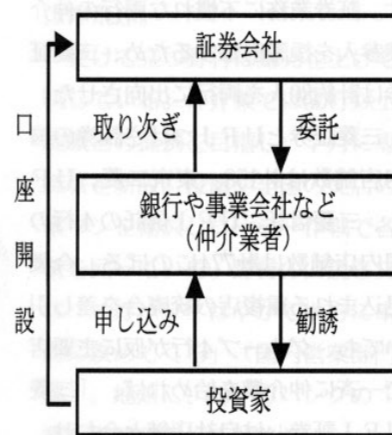 証券会社
取り次ぎ
委託
口座開設
銀行や事業会社など
(仲介業者)
申し込み
勧誘
投資家